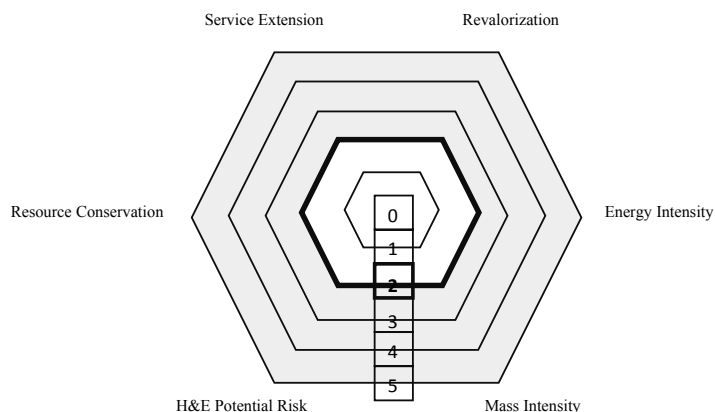 Service Extension
Revalorization
Resource Conservation
Energy Intensity
0
1
2
3
4
5
H&E Potential Risk
Mass Intensity